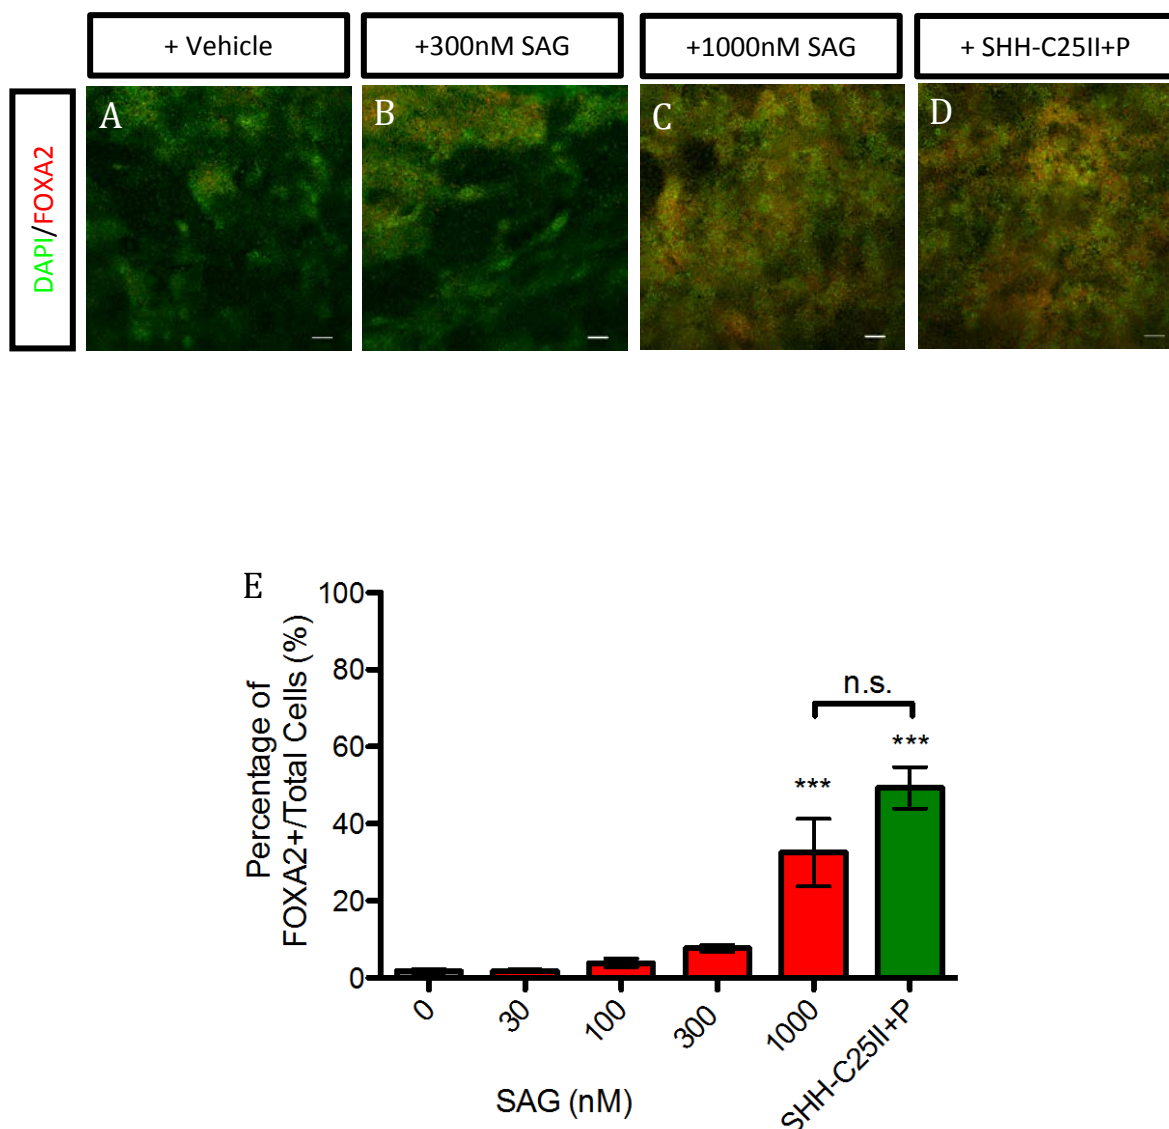 + Vehicle
+300nM SAG
+1000nM SAG
+ SHH-C25II+P
DAPI/FOXA2
A
B
C
D
E
Percentage of
FOXA2+/Total Cells (%)
100
80
60
40
20
0
n.s.
***
***
0
30
100
300
1000
SHH-C25II+P
SAG (nM)